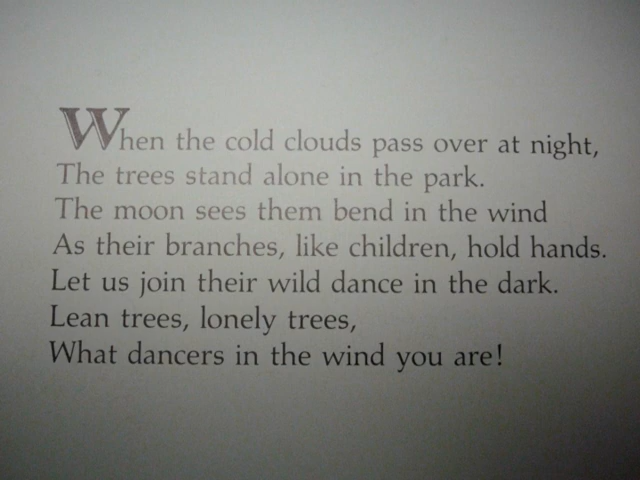 When the cold clouds pass over at night,
The trees stand alone in the park.
The moon sees them bend in the wind
As their branches, like children, hold hands.
Let us join their wild dance in the dark.
Lean trees, lonely trees,
What dancers in the wind you are!